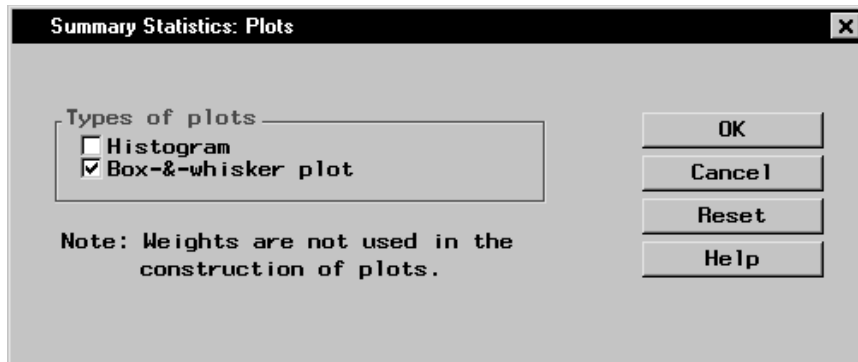 Summary Statistics: Plots
Types of plots
Histogram
Box-&-whisker plot
Note: Weights are not used in the
construction of plots.
OK
Cancel
Reset
Help